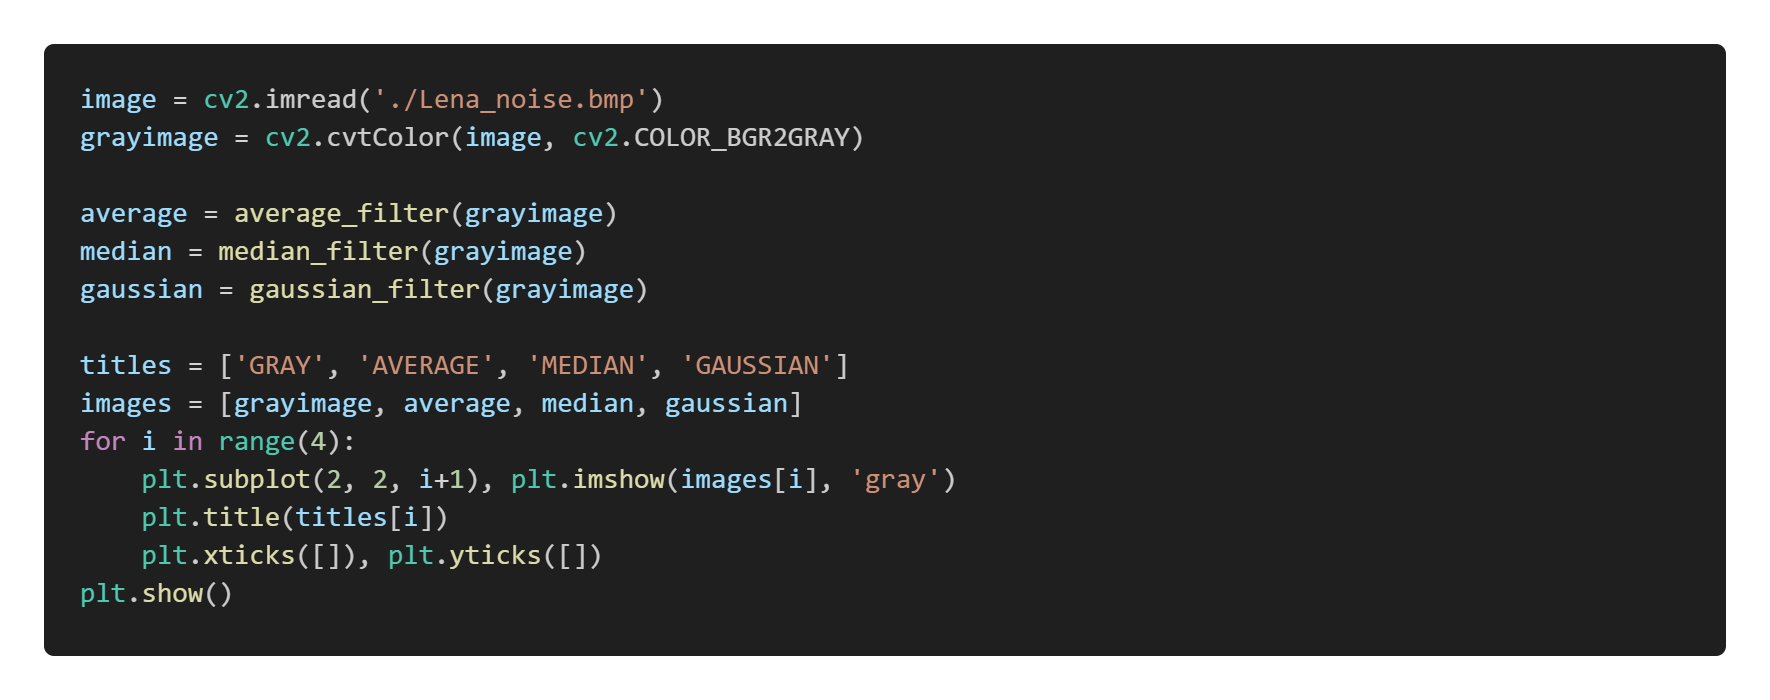 image = cv2.imread('./Lena_noise.bmp')
grayimage = cv2.cvtColor(image, cv2.COLOR_BGR2GRAY)
average = average_filter(grayimage)
median = median_filter(grayimage)
gaussian = gaussian_filter(grayimage)
titles = ['GRAY', 'AVERAGE', 'MEDIAN', 'GAUSSIAN']
images = [grayimage, average, median, gaussian]
for i in range(4):
    plt.subplot(2, 2, i+1), plt.imshow(images[i], 'gray')
    plt.title(titles[i])
    plt.xticks([]), plt.yticks([])
plt.show()